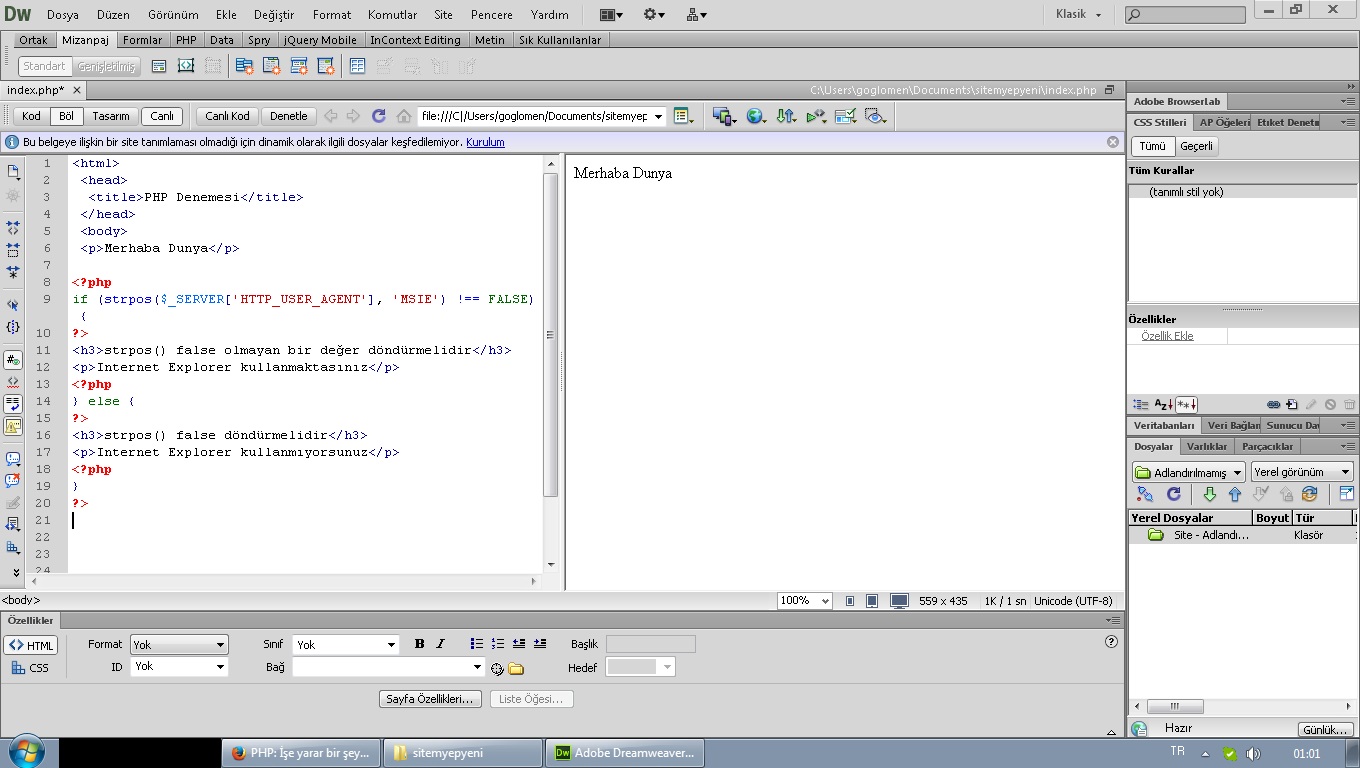 Dw Dosya Düzen Görünüm Ekle Değiştir Format Komutlar Site Pencere Yardım Klasik
Ortak Mizanpaj Formlar PHP Data Spry jQuery Mobile InContext Editing Metin Sık Kullanılanlar
Standart Genişletilmiş
index.php* C:\Users\goglomen\Documents\sitemyepyeni\index.php
Kod Böl Tasarım Canlı Canlı Kod Denetle file:///C|/Users/goglomen/Documents/sitemyep
Bu belgeye ilişkin bir site tanımlaması olmadığı için dinamik olarak ilgili dosyalar keşfedilemiyor. Kurulum
1 <html>
2 <head>
3 <title>PHP Denemesi</title>
4 </head>
5 <body>
6 <p>Merhaba Dunya</p>
7
8 <?php
9 if (strpos($_SERVER['HTTP_USER_AGENT'], 'MSIE') !== FALSE)
{
10 ?>
11 <h3>strpos() false olmayan bir değer döndürmelidir</h3>
12 <p>Internet Explorer kullanmaktasınız</p>
13 <?php
14 } else {
15 ?>
16 <h3>strpos() false döndürmelidir</h3>
17 <p>Internet Explorer kullanmıyorsunuz</p>
18 <?php
19 }
20 ?>
21
22
23
24
Merhaba Dunya
<body> 100% 559 x 435 1K / 1 sn Unicode (UTF-8)
Adobe BrowserLab
CSS Stilleri AP Öğeleri Etiket Denetı
Tümü Geçerli
Tüm Kurallar
(tanımlı stil yok)
Özellikler
Özellik Ekle
Veritabanları Veri Bağlan Sunucu Da
Dosyalar Varlıklar Parçacıklar
Adlandırılmamış Yerel görünüm
Yerel Dosyalar Boyut Tür
Site - Adlandı... Klasör
Hazır Günlük...
Özellikler
HTML Format Yok Sınıf Yok B I Başlık
CSS ID Yok Bağ Hedef
Sayfa Özellikleri... Liste Öğesi...
PHP: İşe yarar bir şey... sitemyepyeni Adobe Dreamweaver... TR 01:01